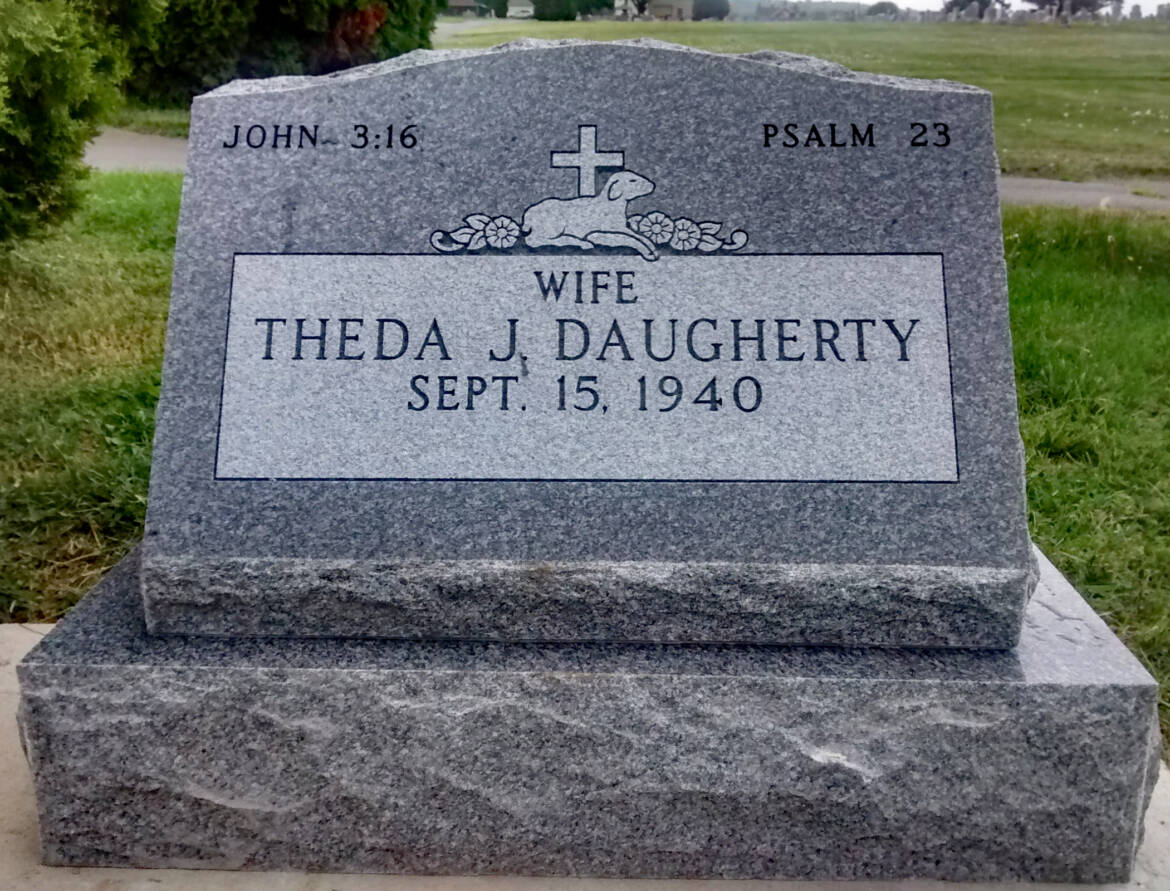 JOHN 3:16 PSALM 23
WIFE
THEDA J. DAUGHERTY
SEPT. 15, 1940